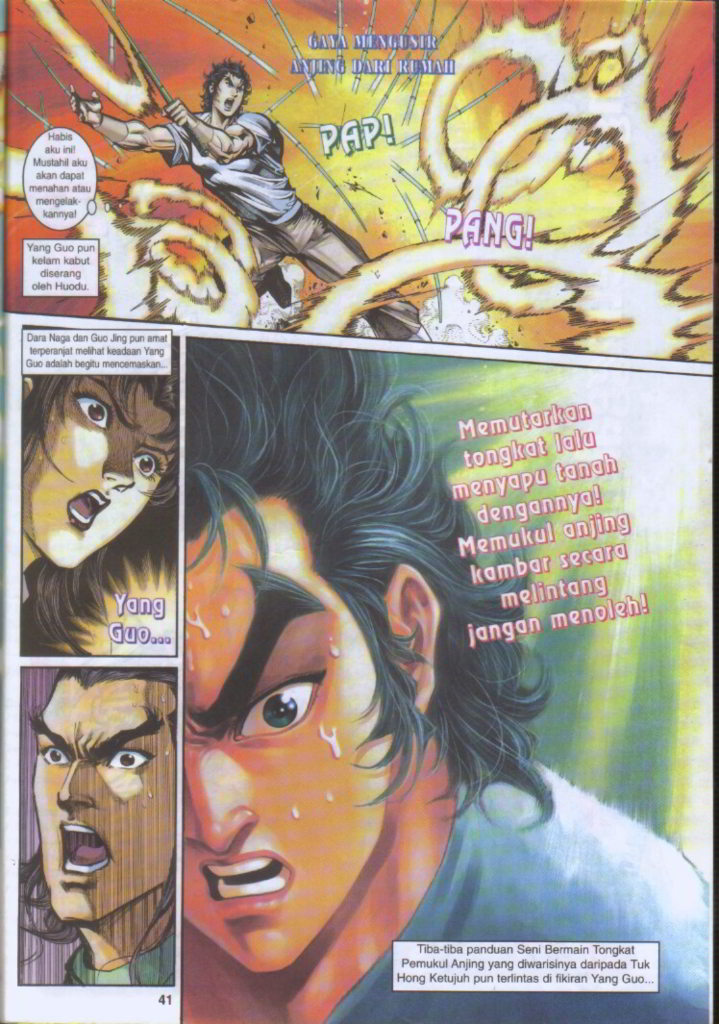 GAYA MENGUSIR
ANJING DARI RUMAH
PAP!
Habis
aku ini!
Mustahil aku
akan dapat
menahan atau
mengelak-
kannya!
PANG!
Yang Guo pun
kelam kabut
diserang
oleh Huodu.
Dara Naga dan Guo Jing pun amat
terperanjat melihat keadaan Yang
Guo adalah begitu mencemaskan...
Yang
Guo...
Memutarkan
tongkat lalu
menyapu tanah
dengannya!
Memukul anjing
kambar secara
melintang
jangan menoleh!
Tiba-tiba panduan Seni Bermain Tongkat
Pemukul Anjing yang diwarisinya daripada Tuk
Hong Ketujuh pun terlintas di fikiran Yang Guo...
41